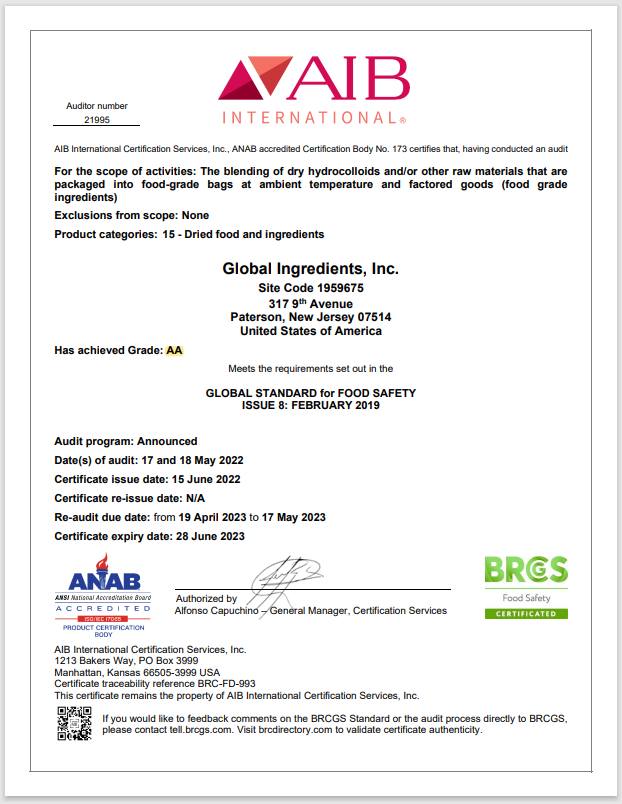 AIB
INTERNATIONAL®
Auditor number
21995
AIB International Certification Services, Inc., ANAB accredited Certification Body No. 173 certifies that, having conducted an audit
For the scope of activities: The blending of dry hydrocolloids and/or other raw materials that are
packaged into food-grade bags at ambient temperature and factored goods (food grade
ingredients)
Exclusions from scope: None
Product categories: 15 - Dried food and ingredients
Global Ingredients, Inc.
Site Code 1959675
317 9th Avenue
Paterson, New Jersey 07514
United States of America
Has achieved Grade: AA
Meets the requirements set out in the
GLOBAL STANDARD for FOOD SAFETY
ISSUE 8: FEBRUARY 2019
Audit program: Announced
Date(s) of audit: 17 and 18 May 2022
Certificate issue date: 15 June 2022
Certificate re-issue date: N/A
Re-audit due date: from 19 April 2023 to 17 May 2023
Certificate expiry date: 28 June 2023
ANAB
ANSI National Accreditation Board
ACCREDITED
ISO/IEC 17065
PRODUCT CERTIFICATION
BODY
Authorized by
Alfonso Capuchino – General Manager, Certification Services
BRCGS
Food Safety
CERTIFICATED
AIB International Certification Services, Inc.
1213 Bakers Way, PO Box 3999
Manhattan, Kansas 66505-3999 USA
Certificate traceability reference BRC-FD-993
This certificate remains the property of AIB International Certification Services, Inc.
If you would like to feedback comments on the BRCGS Standard or the audit process directly to BRCGS,
please contact tell.brcgs.com. Visit brcdirectory.com to validate certificate authenticity.